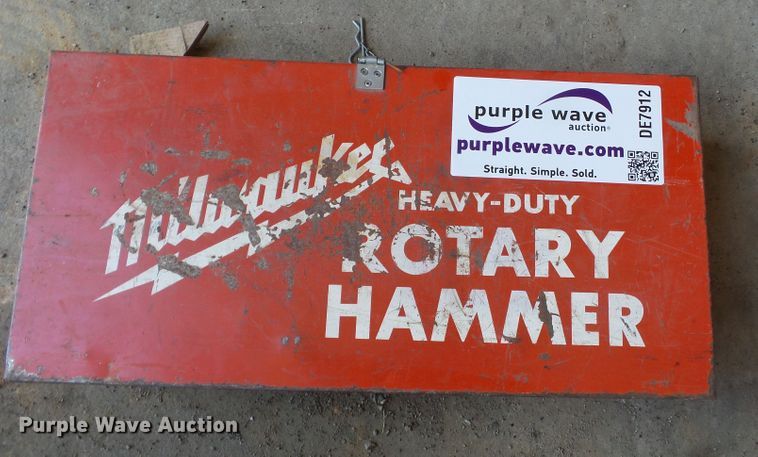 purple wave
auction®
purplewave.com
Straight. Simple. Sold.
DE7912
Milwaukee
HEAVY-DUTY
ROTARY
HAMMER
Purple Wave Auction